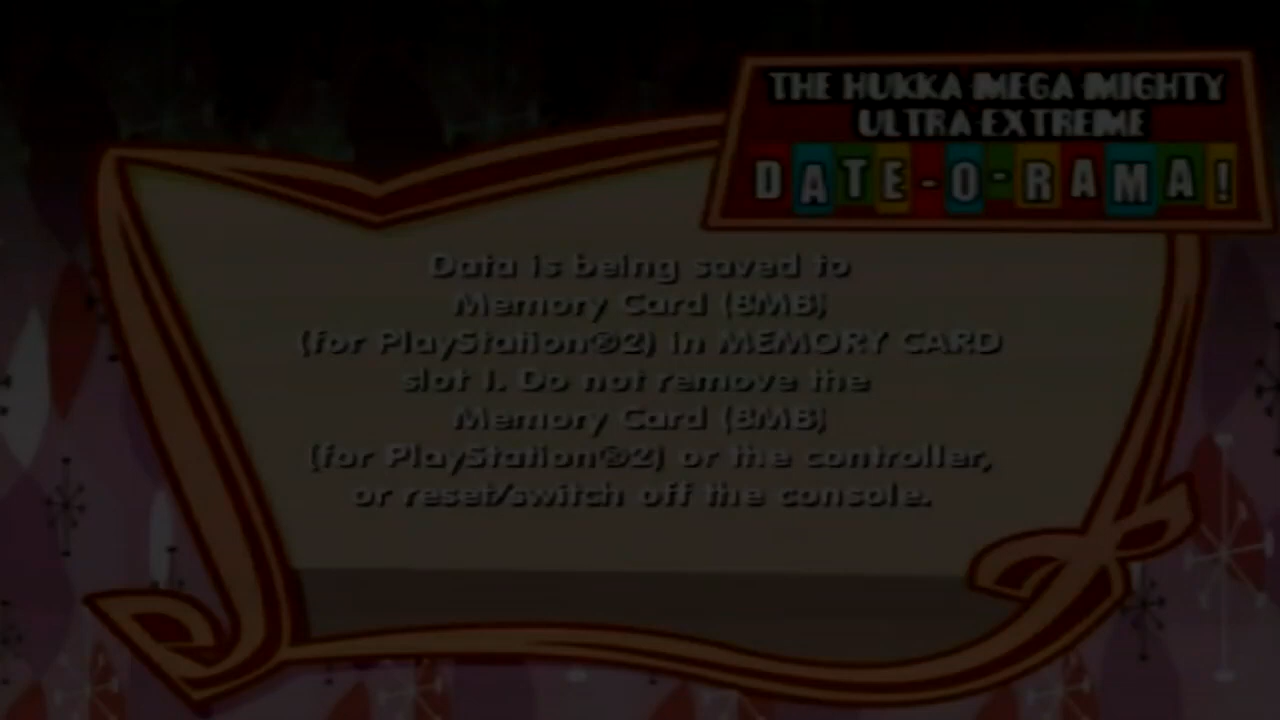 THE HUKKA MEGA MIGHTY
ULTRA EXTREME
DATE-O-RAMA!
Data is being saved to
Memory Card (8MB)
(for PlayStation®2) in MEMORY CARD
slot 1. Do not remove the
Memory Card (8MB)
(for PlayStation®2) or the controller,
or reset/switch off the console.